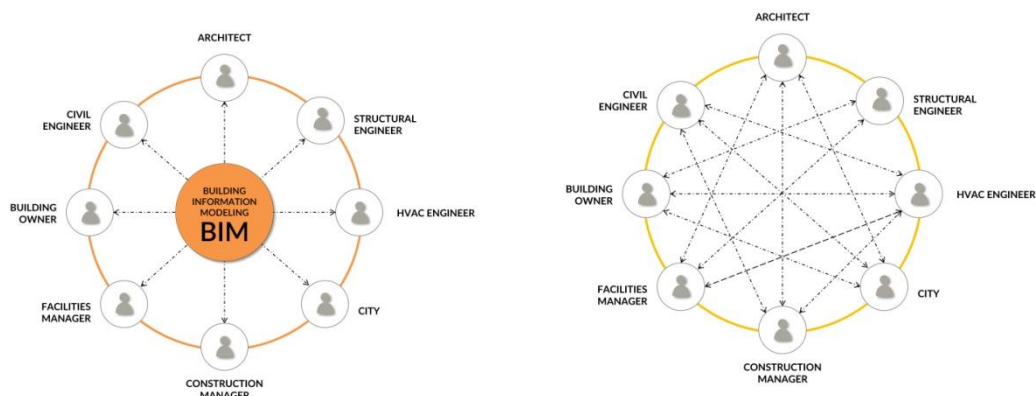 ARCHITECT
CIVIL
ENGINEER
STRUCTURAL
ENGINEER
BUILDING
INFORMATION
MODELING
BIM
BUILDING
OWNER
HVAC ENGINEER
FACILITIES
MANAGER
CITY
CONSTRUCTION
MANAGER
ARCHITECT
CIVIL
ENGINEER
STRUCTURAL
ENGINEER
BUILDING
OWNER
HVAC ENGINEER
FACILITIES
MANAGER
CITY
CONSTRUCTION
MANAGER